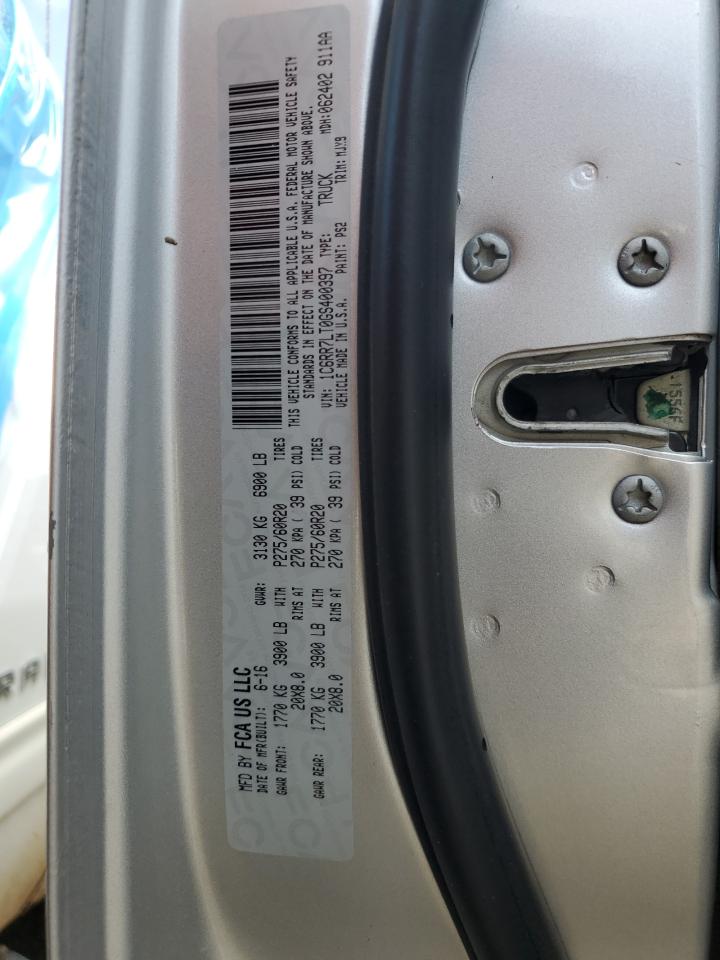 MFD BY FCA US LLC
DATE OF MFR(BUILT): 6-16 GVWR: 3130 KG 6900 LB
GAWR FRONT: 1770 KG 3900 LB WITH P275/60R20 TIRES
20X8.0 RIMS AT 270 KPA ( 39 PSI) COLD
GAWR REAR: 1770 KG 3900 LB WITH P275/60R20 TIRES
20X8.0 RIMS AT 270 KPA ( 39 PSI) COLD
THIS VEHICLE CONFORMS TO ALL APPLICABLE U.S.A. FEDERAL MOTOR VEHICLE SAFETY
STANDARDS IN EFFECT ON THE DATE OF MANUFACTURE SHOWN ABOVE.
VIN: 1C6RR7LT0GS400397 TYPE: TRUCK MDH:062402 911AA
VEHICLE MADE IN U.S.A. PAINT: PS2 TRIM: MJX9
RA